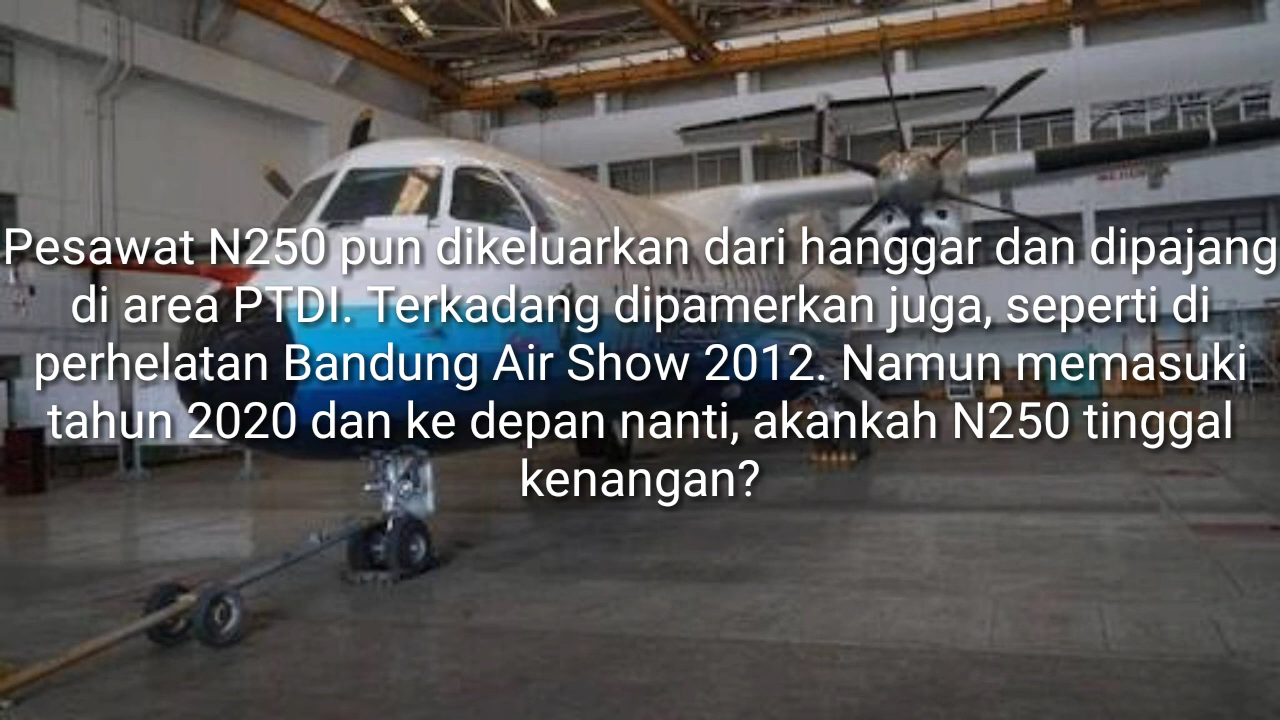 Pesawat N250 pun dikeluarkan dari hanggar dan dipajang
di area PTDI. Terkadang dipamerkan juga, seperti di
perhelatan Bandung Air Show 2012. Namun memasuki
tahun 2020 dan ke depan nanti, akankah N250 tinggal
kenangan?